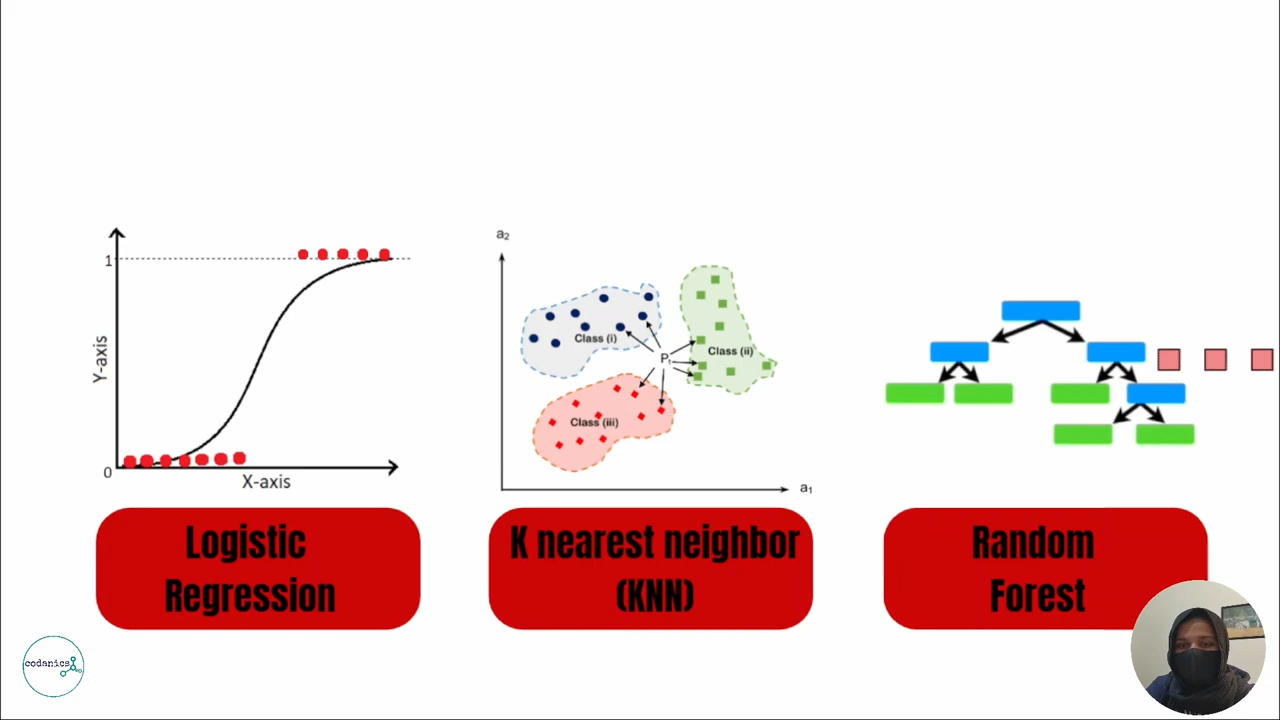 1
Y-axis
0
X-axis
Logistic
Regression
a₂
Class (i)
Class (ii)
P₁
Class (iii)
a₁
K nearest neighbor
(KNN)
Random
Forest
codanics